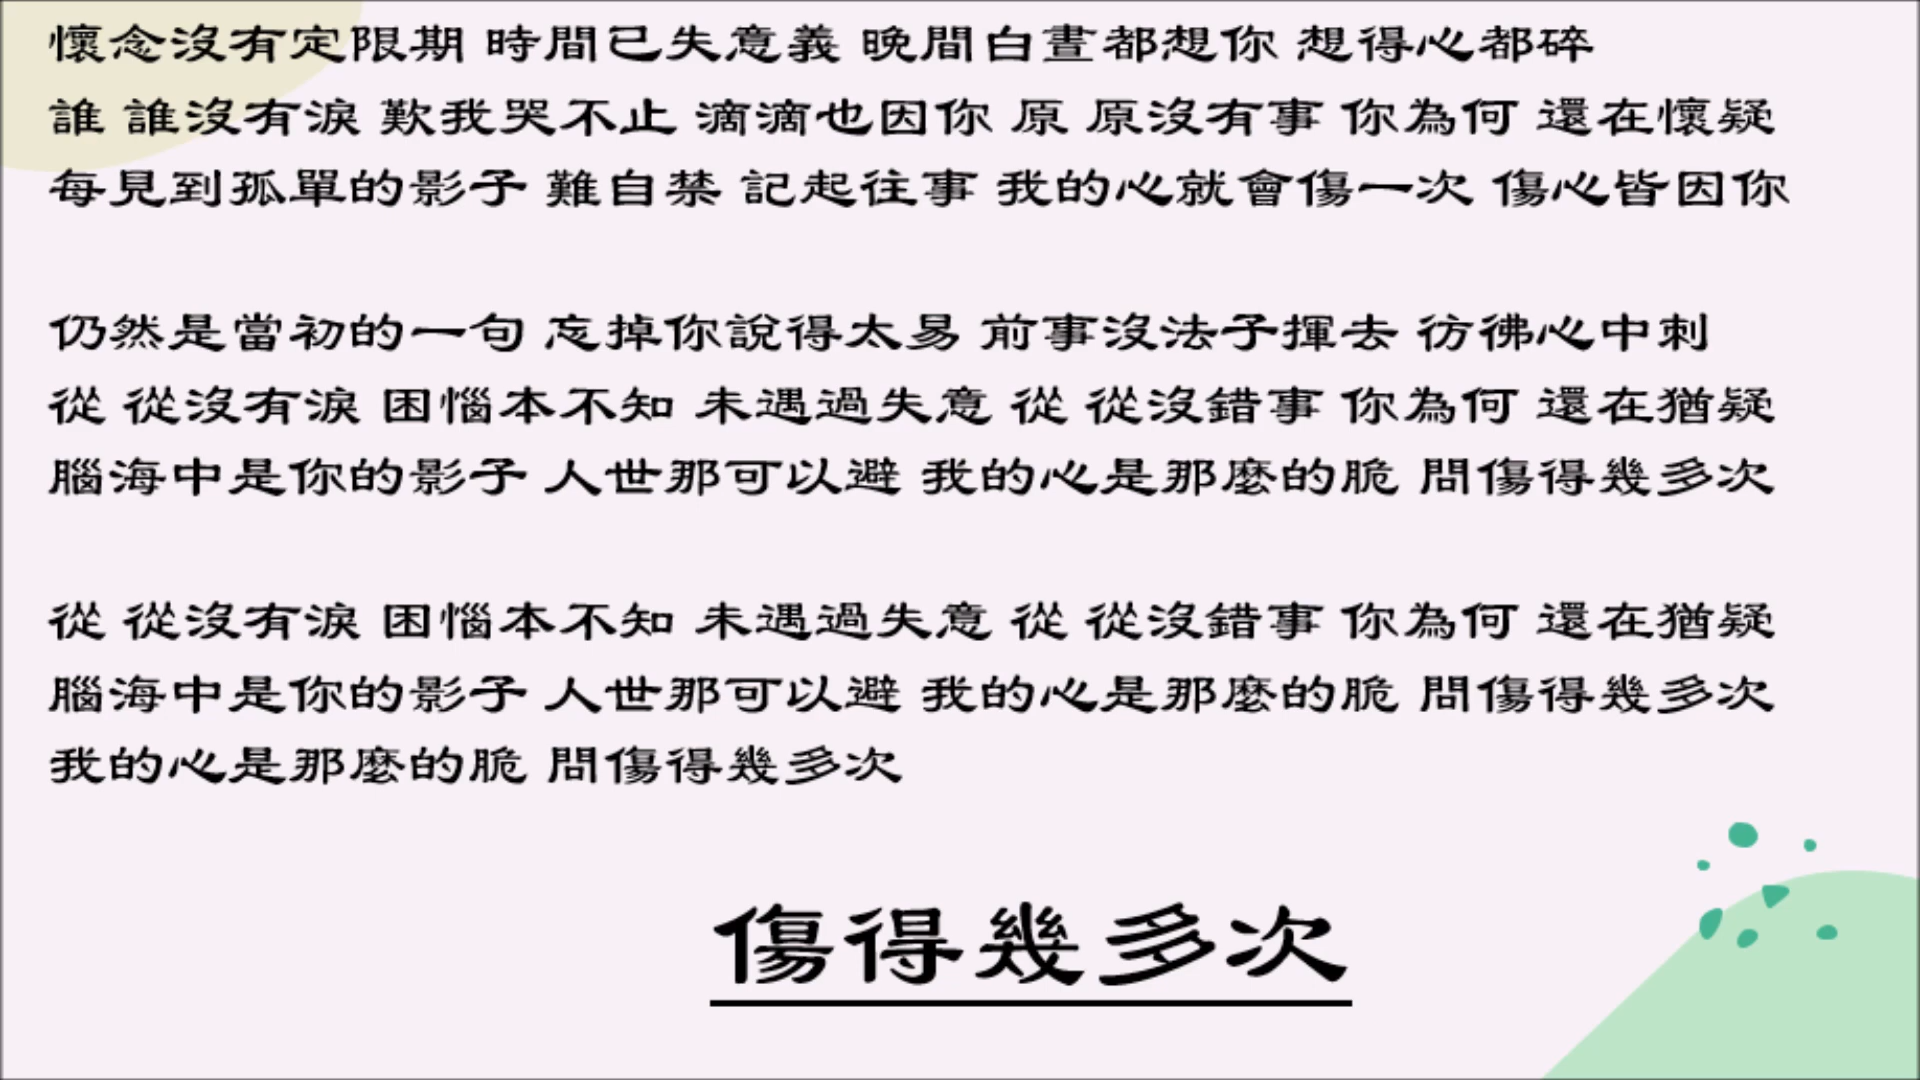 懷念沒有定限期 時間已失意義 晚間白晝都想你 想得心都碎
誰 誰沒有淚 歎我哭不止 滴滴也因你 原 原沒有事 你為何 還在懷疑
每見到孤單的影子 難自禁 記起往事 我的心就會傷一次 傷心皆因你
仍然是當初的一句 忘掉你說得太易 前事沒法子揮去 彷彿心中刺
從 從沒有淚 困惱本不知 未遇過失意 從 從沒錯事 你為何 還在猶疑
腦海中是你的影子 人世那可以避 我的心是那麼的脆 問傷得幾多次
從 從沒有淚 困惱本不知 未遇過失意 從 從沒錯事 你為何 還在猶疑
腦海中是你的影子 人世那可以避 我的心是那麼的脆 問傷得幾多次
我的心是那麼的脆 問傷得幾多次
傷得幾多次